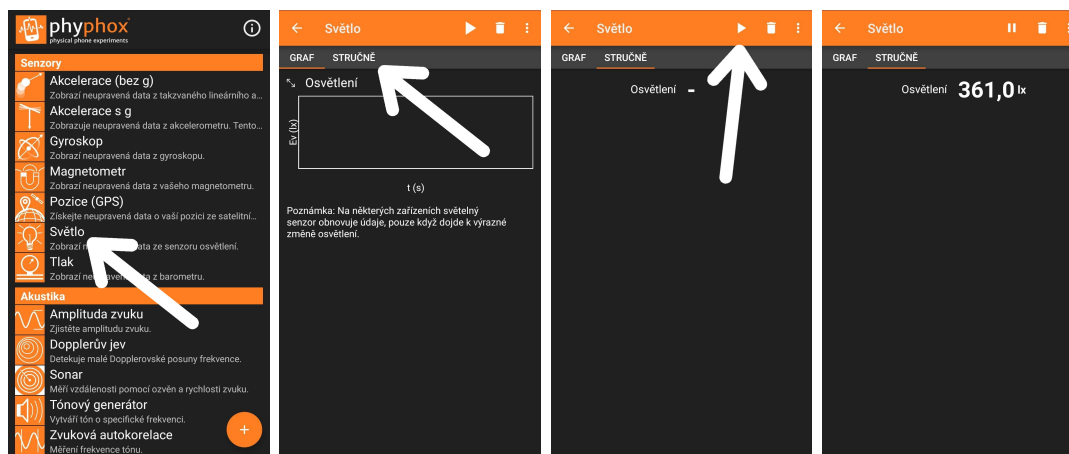 phyphox
physical phone experiments
Senzory
Akcelerace (bez g)
Zobrazí neupravená data z takzvaného lineárního a...
Akcelerace s g
Zobrazuje neupravená data z akcelerometru. Tento...
Gyroskop
Zobrazí neupravená data z gyroskopu.
Magnetometr
Zobrazí neupravená data z vašeho magnetometru.
Pozice (GPS)
Získejte neupravená data o vaší pozici ze satelitní...
Světlo
Zobrazí ata ze senzoru osvětlení.
Tlak
Zobrazí z barometru.
Akustika
Amplituda zvuku
Zjistěte amplitudu zvuku.
Dopplerův jev
Detekuje malé Dopplerovské posuny frekvence.
Sonar
Měří vzdálenosti pomocí ozvěn a rychlosti zvuku.
Tónový generátor
Vytváří tón o specifické frekvenci.
Zvuková autokorelace
Měření frekvence tónu.
+
Světlo
GRAF STRUČNĚ
Osvětlení
Ev (lx)
t (s)
Poznámka: Na některých zařízeních světelný
senzor obnovuje údaje, pouze když dojde k výrazné
změně osvětlení.
Světlo
GRAF STRUČNĚ
Osvětlení -
Světlo
GRAF STRUČNĚ
Osvětlení 361,0 lx